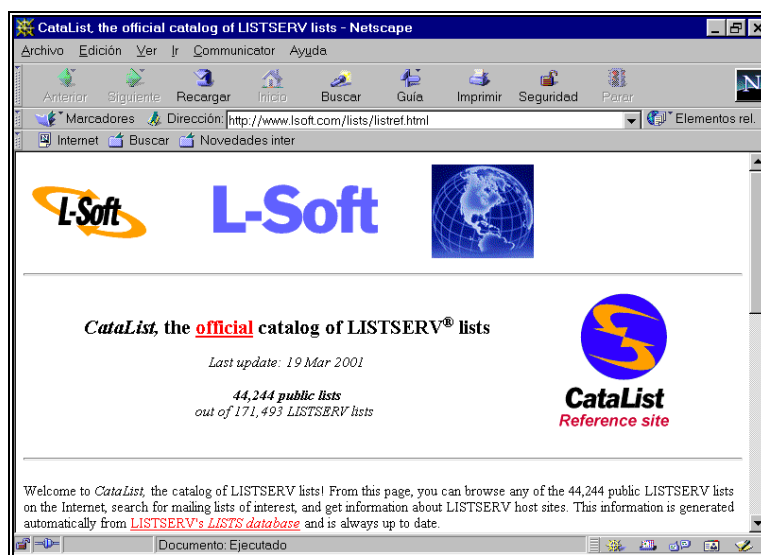 CataList, the official catalog of LISTSERV lists - Netscape
Archivo Edición Ver Ir Communicator Ayuda
Anterior Siguiente Recargar Inicio Buscar Guía Imprimir Seguridad Parar
N
Marcadores Dirección: http://www.lsoft.com/lists/listref.html Elementos rel.
Internet Buscar Novedades inter
L-Soft L-Soft
CataList, the official catalog of LISTSERV® lists
Last update: 19 Mar 2001
44,244 public lists
out of 171,493 LISTSERV lists
CataList
Reference site
Welcome to CataList, the catalog of LISTSERV lists! From this page, you can browse any of the 44,244 public LISTSERV lists
on the Internet, search for mailing lists of interest, and get information about LISTSERV host sites. This information is generated
automatically from LISTSERV's LISTS database and is always up to date.
Documento: Ejecutado